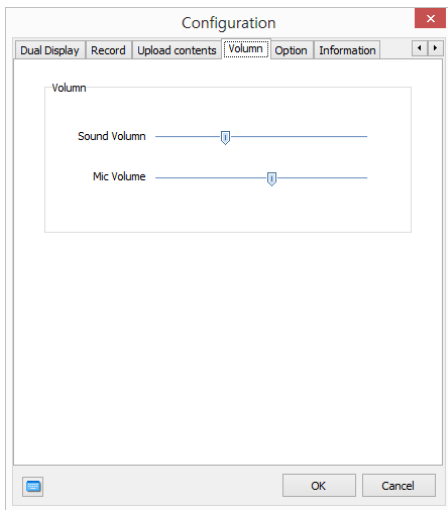 Configuration
Dual Display Record Upload contents Volumn Option Information
Volumn
Sound Volumn
Mic Volume
OK Cancel